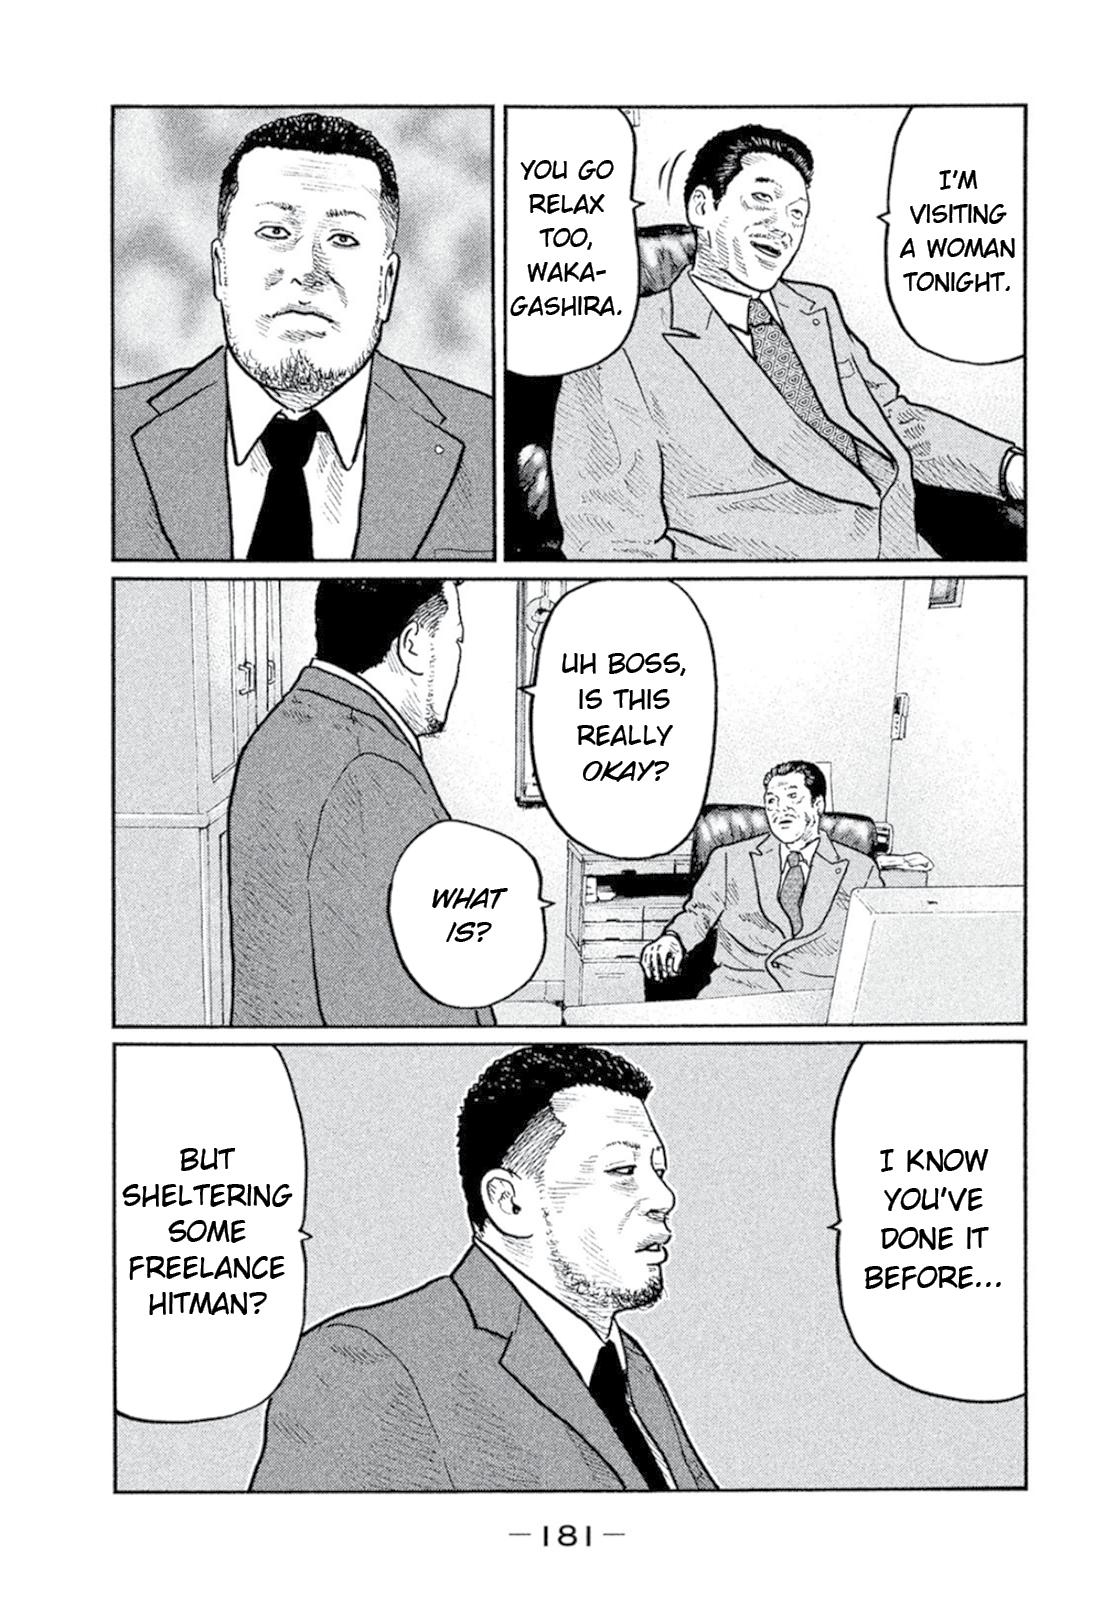 I'M
VISITING
A WOMAN
TONIGHT.
YOU GO
RELAX
TOO,
WAKA-
GASHIRA.
UH BOSS,
IS THIS
REALLY
OKAY?
WHAT
IS?
I KNOW
YOU'VE
DONE IT
BEFORE...
BUT
SHELTERING
SOME
FREELANCE
HITMAN?
—181—